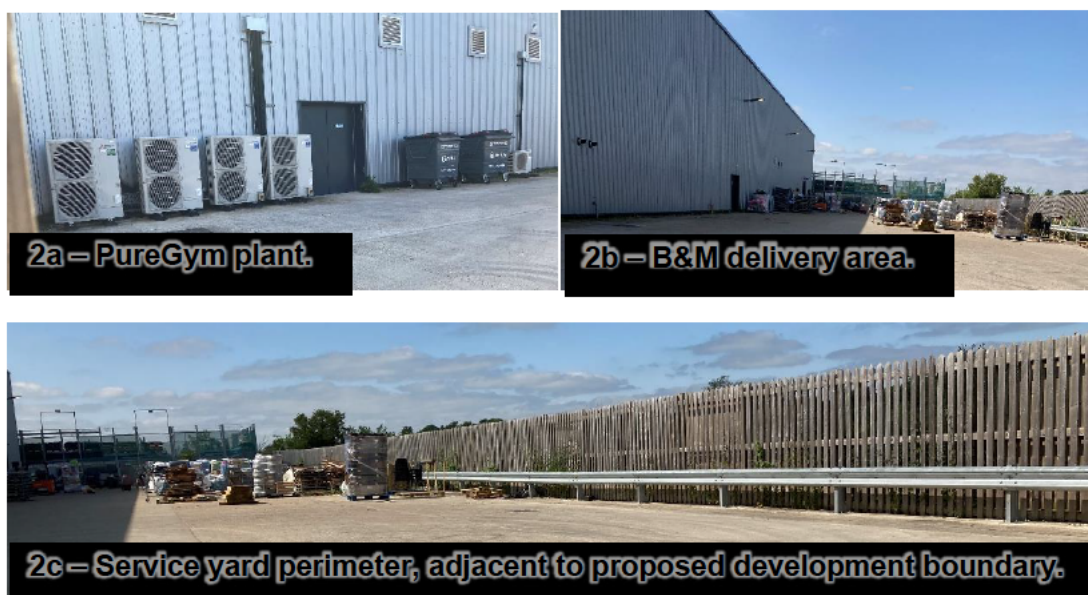 2a – PureGym plant.
2b – B&M delivery area.
2c – Service yard perimeter, adjacent to proposed development boundary.